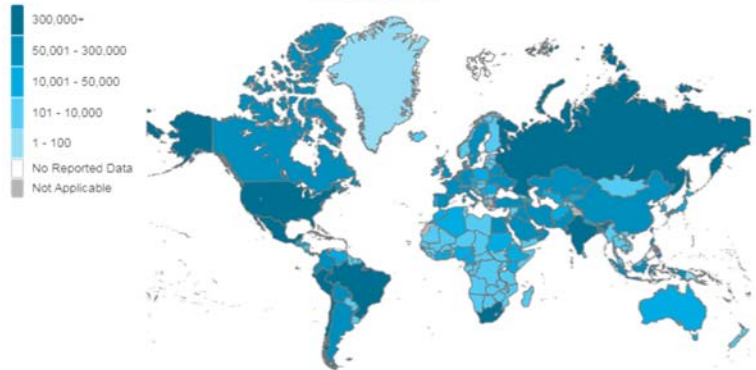 300,000+
50,001 - 300.000
10,001 - 50,000
101 - 10,000
1 - 100
No Reported Data
Not Applicable